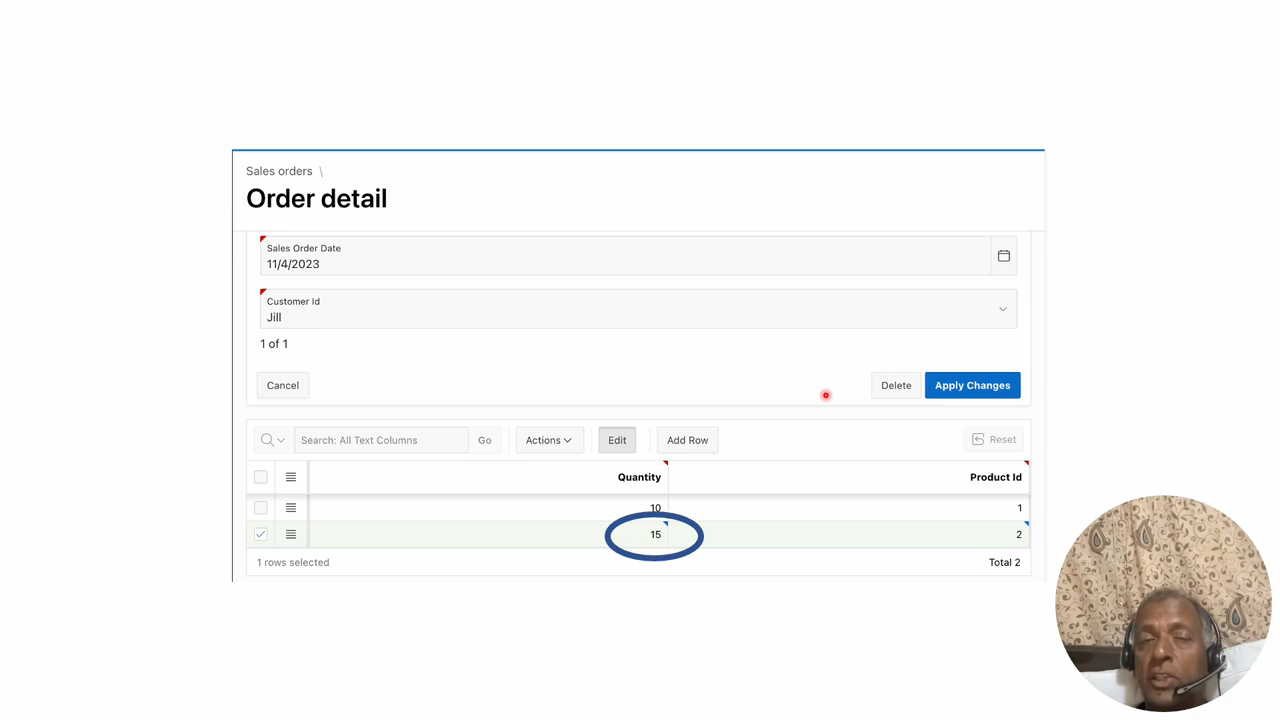 Sales orders \
Order detail
Sales Order Date
11/4/2023
Customer Id
Jill
1 of 1
Cancel Delete Apply Changes
Search: All Text Columns Go Actions Edit Add Row Reset
Quantity Product Id
10 1
15 2
1 rows selected Total 2